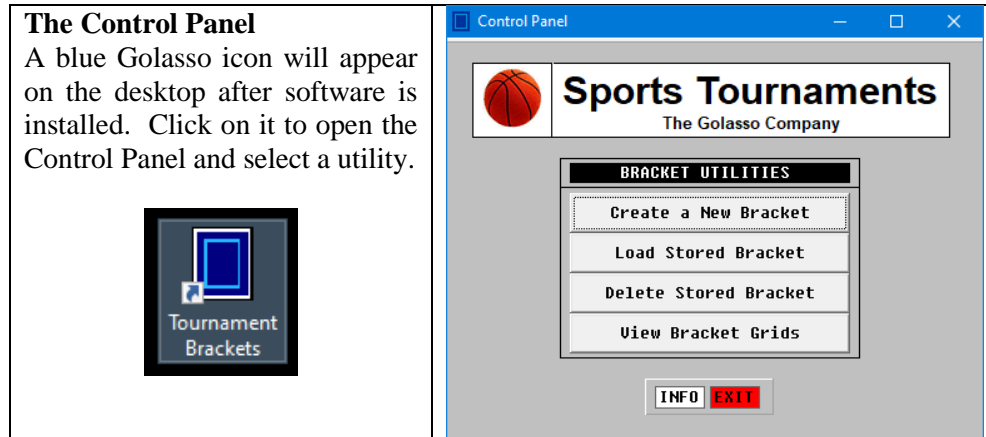 The Control Panel
A blue Golasso icon will appear
on the desktop after software is
installed. Click on it to open the
Control Panel and select a utility.
Tournament
Brackets
Control Panel
Sports Tournaments
The Golasso Company
BRACKET UTILITIES
Create a New Bracket
Load Stored Bracket
Delete Stored Bracket
View Bracket Grids
INFO EXIT